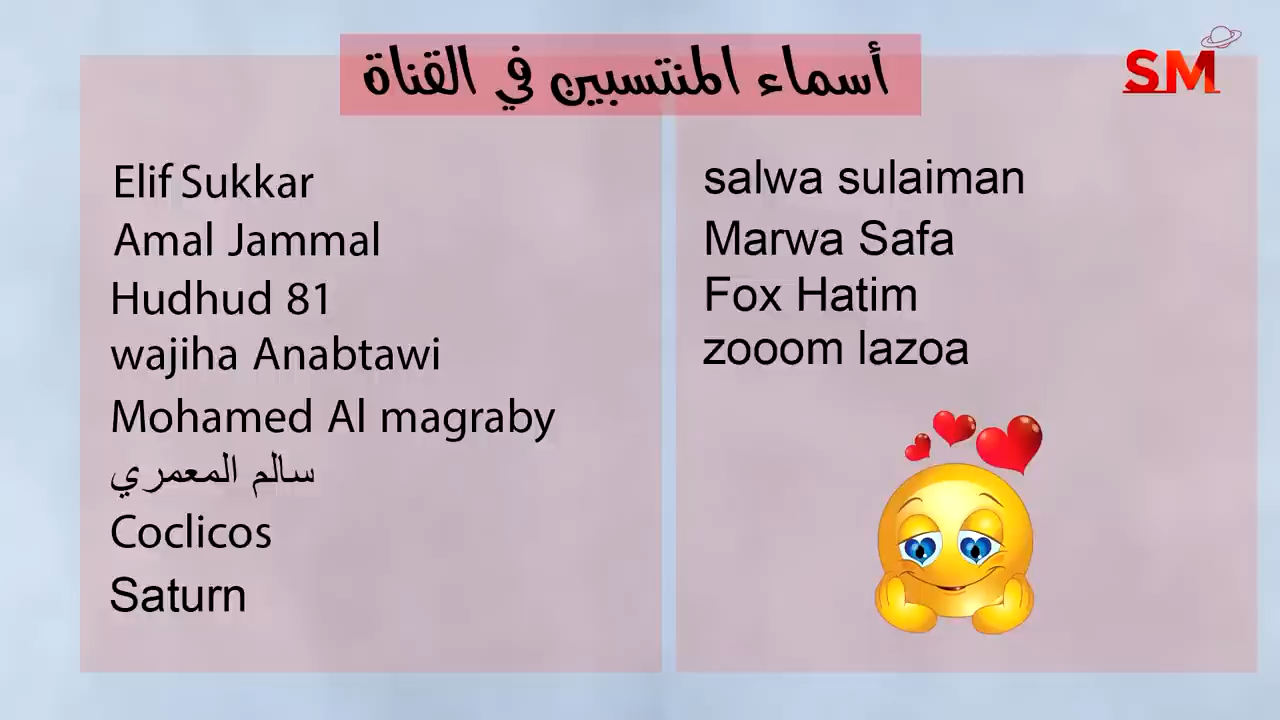 أسماء المنتسبين في القناة
SM
Elif Sukkar
Amal Jammal
Hudhud 81
wajiha Anabtawi
Mohamed Al magraby
سالم المعمري
Coclicos
Saturn
salwa sulaiman
Marwa Safa
Fox Hatim
zooom lazoa